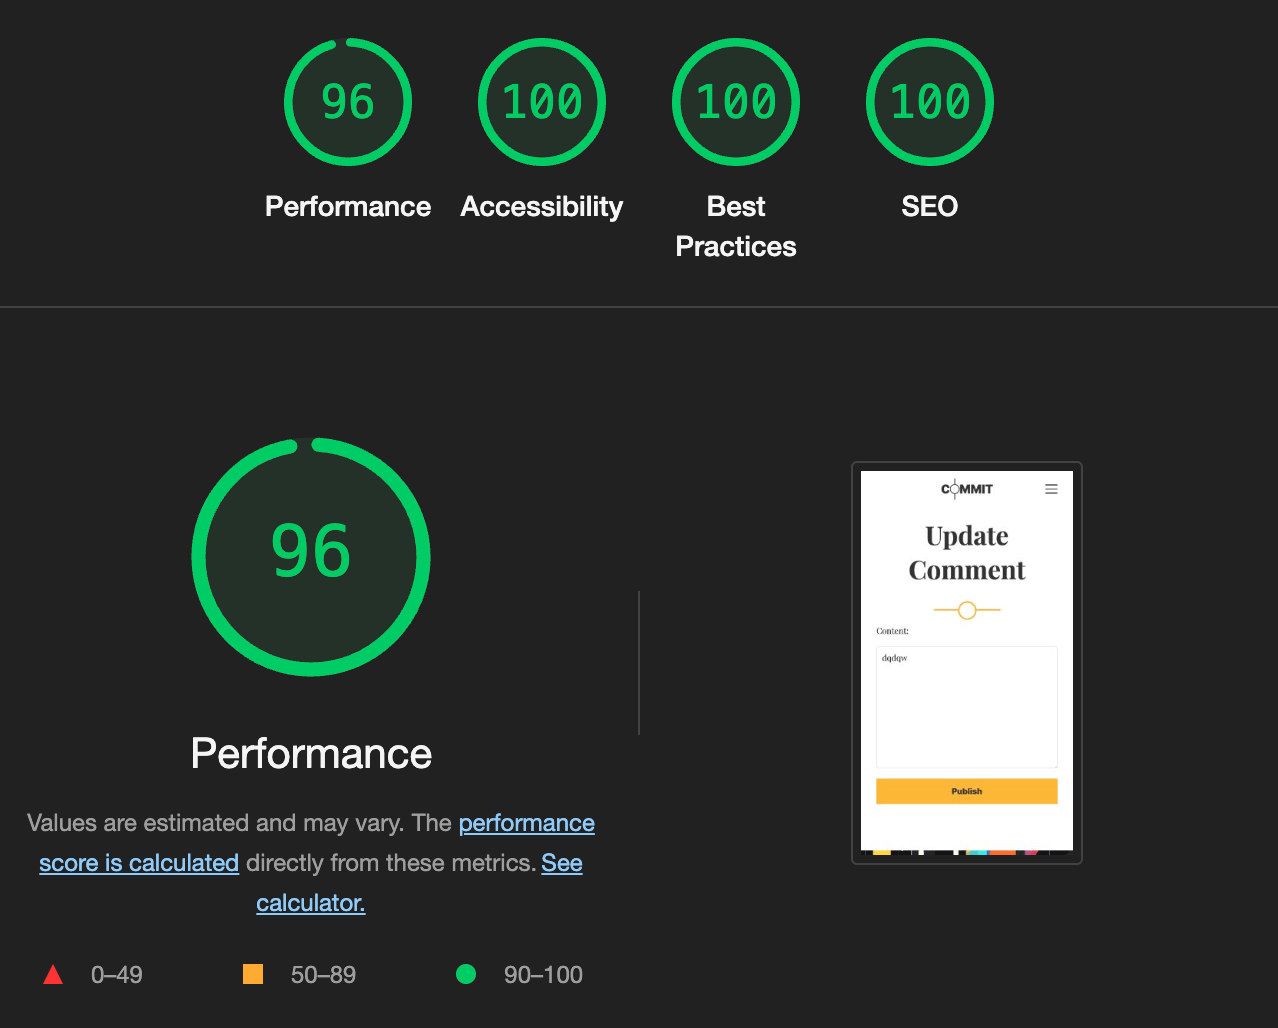 96
100
100
100
Performance
Accessibility
Best
Practices
SEO
96
Performance
Values are estimated and may vary. The performance
score is calculated directly from these metrics. See
calculator.
0–49
50–89
90–100
COMMIT
Update
Comment
Content:
dqdqw
Publish